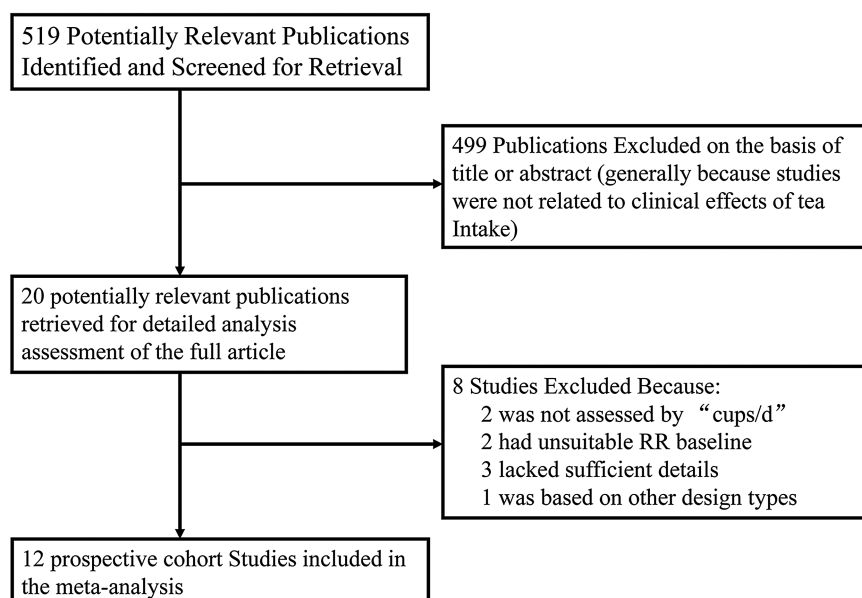 519 Potentially Relevant Publications
Identified and Screened for Retrieval
499 Publications Excluded on the basis of
title or abstract (generally because studies
were not related to clinical effects of tea
Intake)
20 potentially relevant publications
retrieved for detailed analysis
assessment of the full article
8 Studies Excluded Because:
2 was not assessed by “cups/d”
2 had unsuitable RR baseline
3 lacked sufficient details
1 was based on other design types
12 prospective cohort Studies included in
the meta-analysis